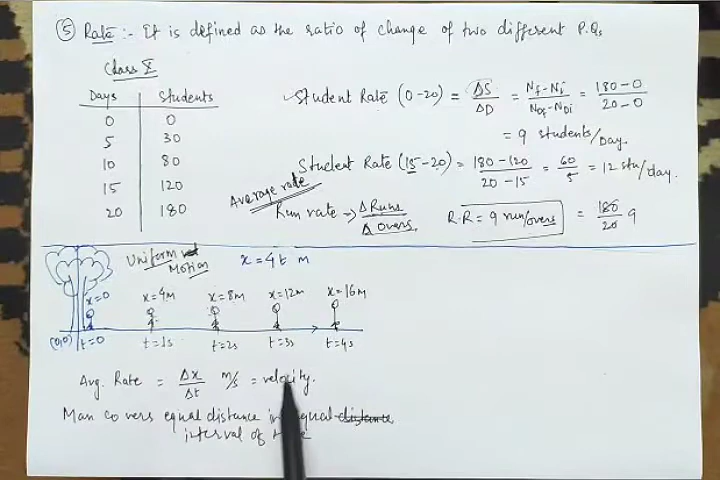 ⑤ Rate :- It is defined as the ratio of change of two different P.Qs
Class X
Days Students
0 0
5 30
10 80
15 120
20 180
Student Rate (0-20) = ΔS/ΔD = Nf-Ni/NDf-NDi = 180-0/20-0
= 9 students/Day.
Student Rate (15-20) = 180-120/20-15 = 60/5 = 12 stu/day.
Average rate
Run rate → ΔRuns/ΔOvers. R.R = 9 run/overs = 180/20 9
Uniform Motion x = 4t m
x=0 x=4m x=8m x=12m x=16m
(0,0) t=0 t=1s t=2s t=3s t=4s
Avg. Rate = Δx/Δt m/s = velocity.
Man covers equal distance in equal distance
interval of